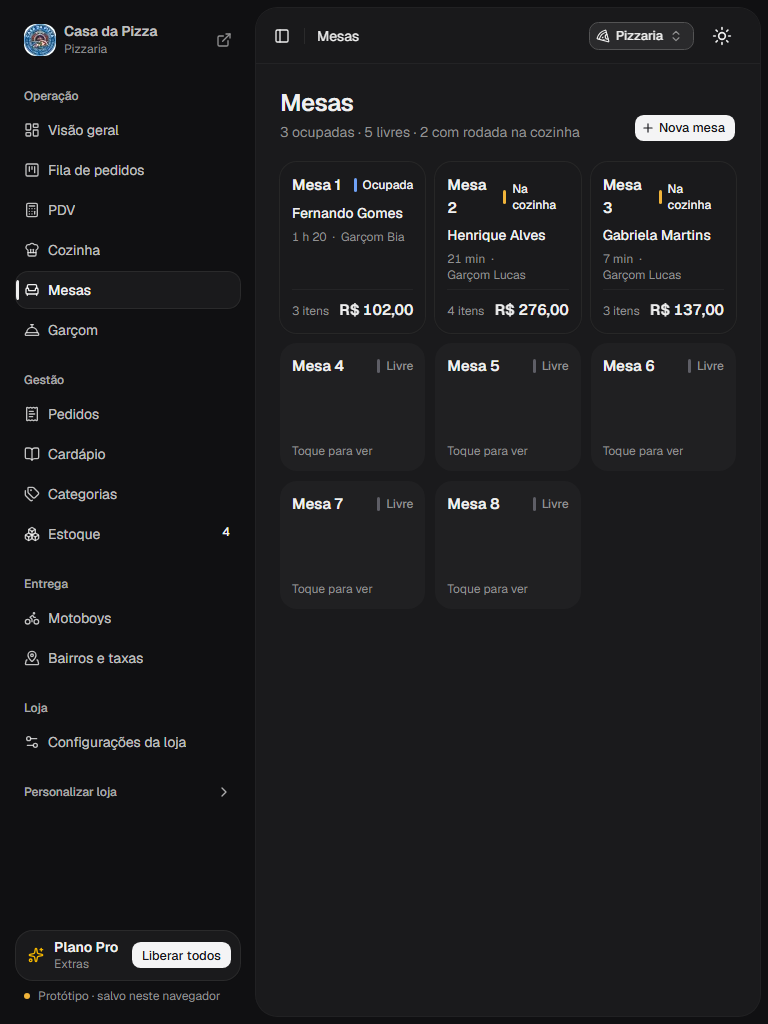 Casa da Pizza
Pizzaria
Operação
Visão geral
Fila de pedidos
PDV
Cozinha
Mesas
Garçom
Gestão
Pedidos
Cardápio
Categorias
Estoque 4
Entrega
Motoboys
Bairros e taxas
Loja
Configurações da loja
Personalizar loja
Plano Pro
Extras
Liberar todos
Protótipo · salvo neste navegador
Mesas
Pizzaria
Mesas
3 ocupadas · 5 livres · 2 com rodada na cozinha
Nova mesa
Mesa 1 Ocupada
Fernando Gomes
1 h 20 · Garçom Bia
3 itens R$ 102,00
Mesa
2
Na
cozinha
Henrique Alves
21 min ·
Garçom Lucas
4 itens R$ 276,00
Mesa
3
Na
cozinha
Gabriela Martins
7 min ·
Garçom Lucas
3 itens R$ 137,00
Mesa 4 Livre
Toque para ver
Mesa 5 Livre
Toque para ver
Mesa 6 Livre
Toque para ver
Mesa 7 Livre
Toque para ver
Mesa 8 Livre
Toque para ver